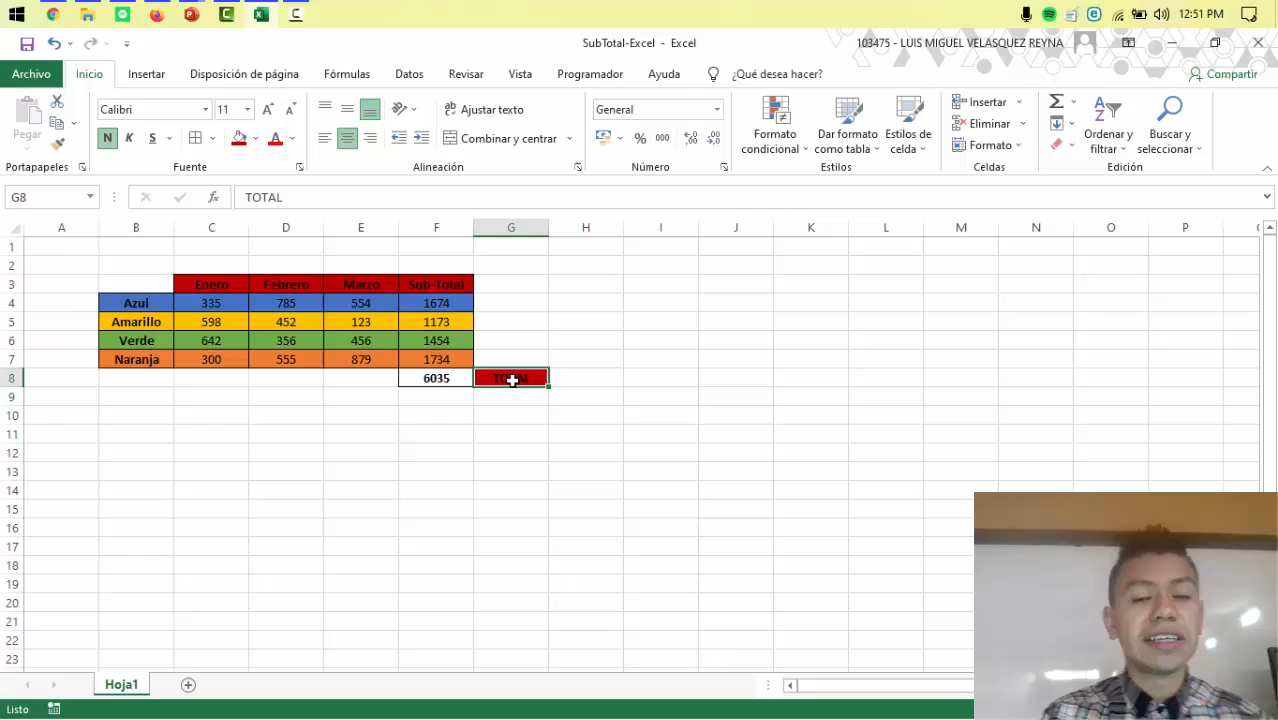 12:51 PM
SubTotal-Excel - Excel
103475 - LUIS MIGUEL VELASQUEZ REYNA
Archivo Inicio Insertar Disposición de página Fórmulas Datos Revisar Vista Programador Ayuda ¿Qué desea hacer? Compartir
Pegar
Calibri 11
N K S
Ajustar texto
Combinar y centrar
General
% 000
Formato condicional
Dar formato como tabla
Estilos de celda
Insertar
Eliminar
Formato
Ordenar y filtrar
Buscar y seleccionar
Portapapeles Fuente Alineación Número Estilos Celdas Edición
G8 fx TOTAL
A B C D E F G H I J K L M N O P
1
2
3 Enero Febrero Marzo Sub-Total
4 Azul 335 785 554 1674
5 Amarillo 598 452 123 1173
6 Verde 642 356 456 1454
7 Naranja 300 555 879 1734
8 6035 TOTAL
9
10
11
12
13
14
15
16
17
18
19
20
21
22
23
Hoja1
Listo